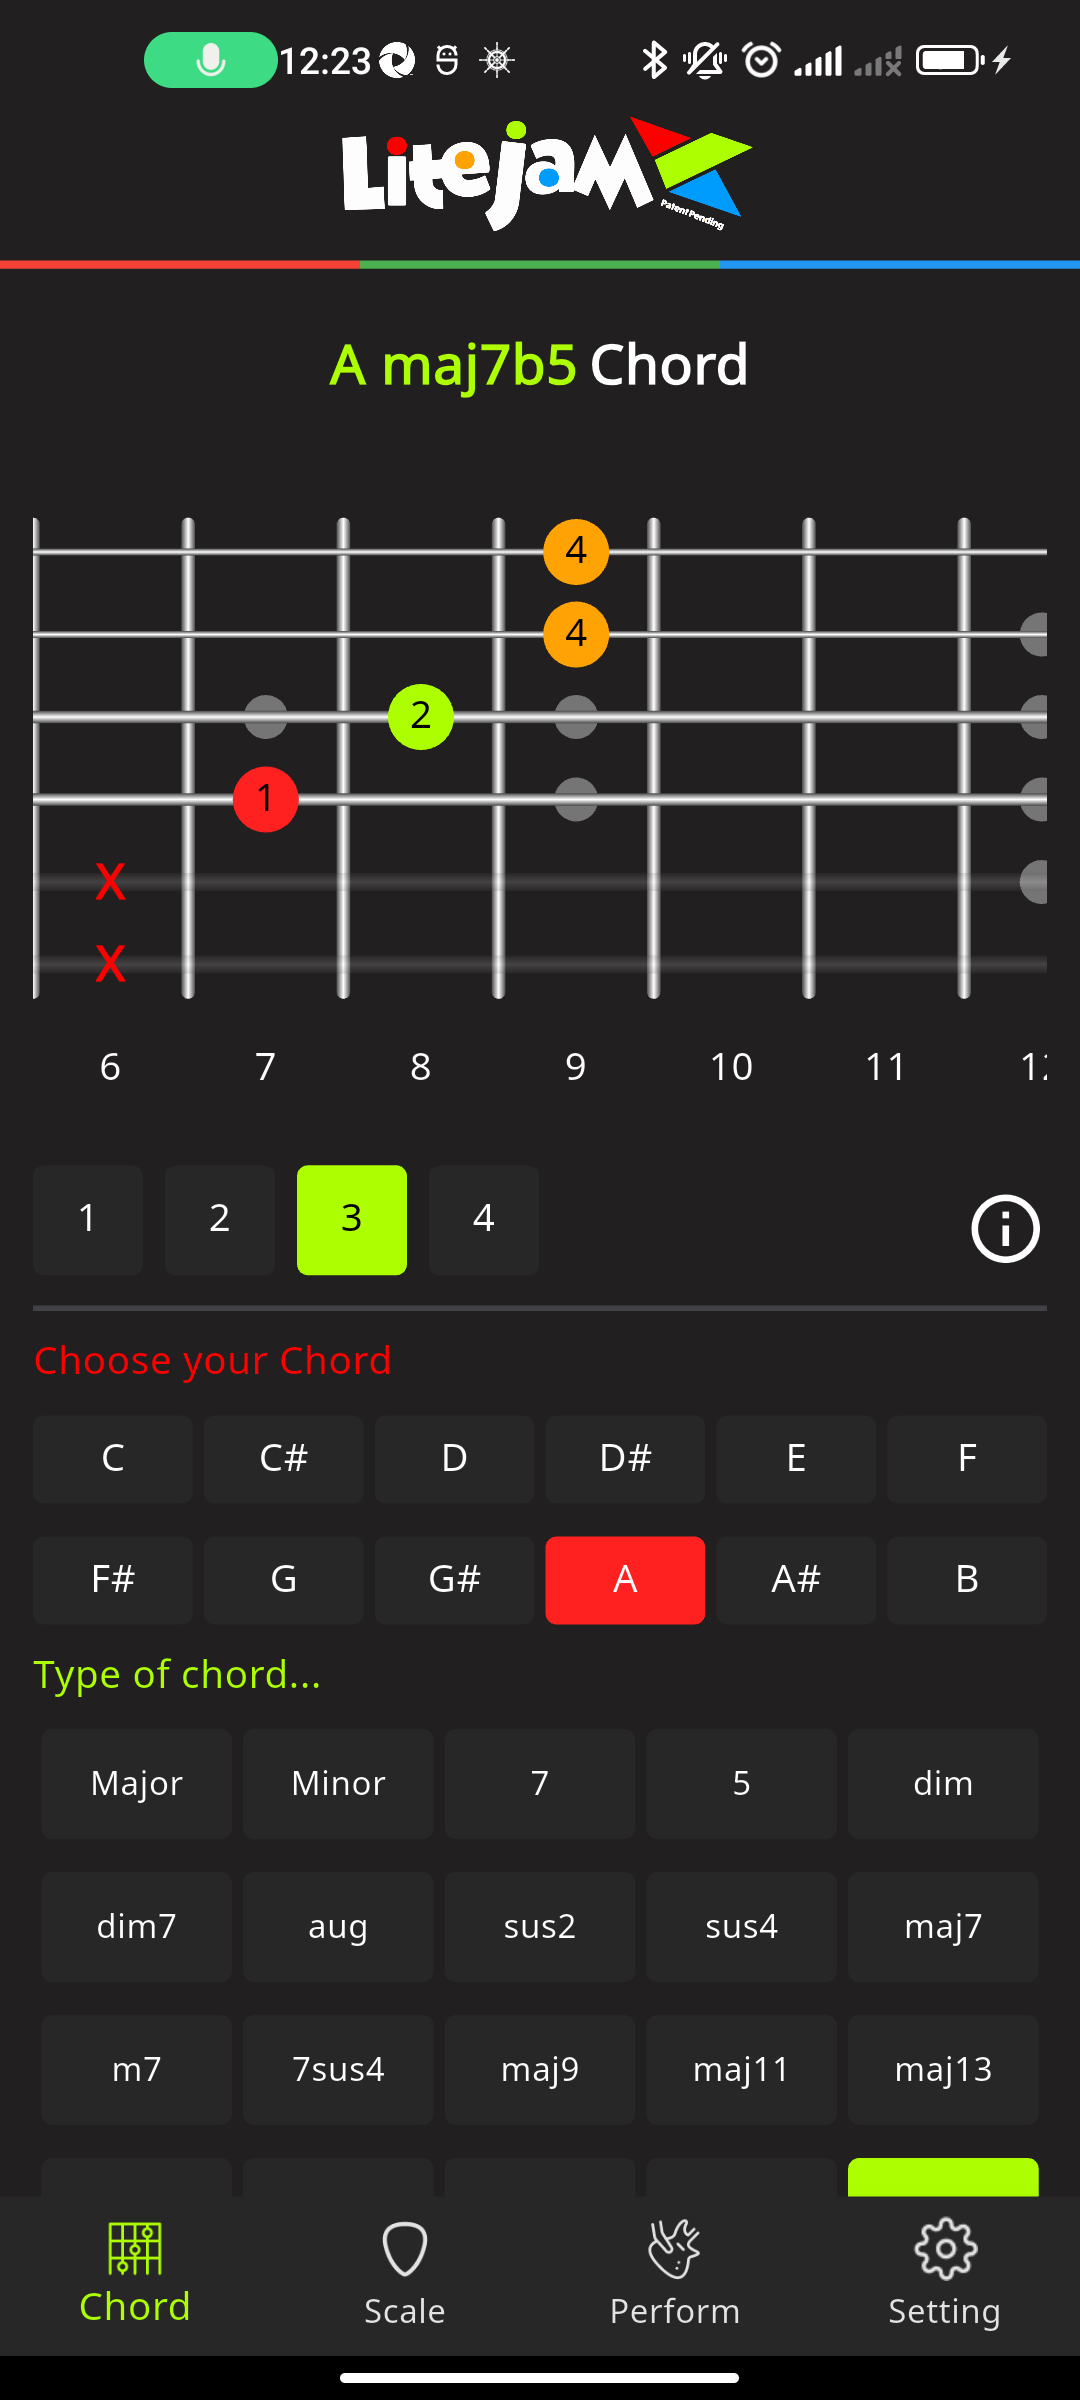 12:23
Litejam
Patent Pending
A maj7b5 Chord
4
4
2
1
X
X
6 7 8 9 10 11 12
1 2 3 4
Choose your Chord
C C# D D# E F
F# G G# A A# B
Type of chord...
Major Minor 7 5 dim
dim7 aug sus2 sus4 maj7
m7 7sus4 maj9 maj11 maj13
Chord Scale Perform Setting